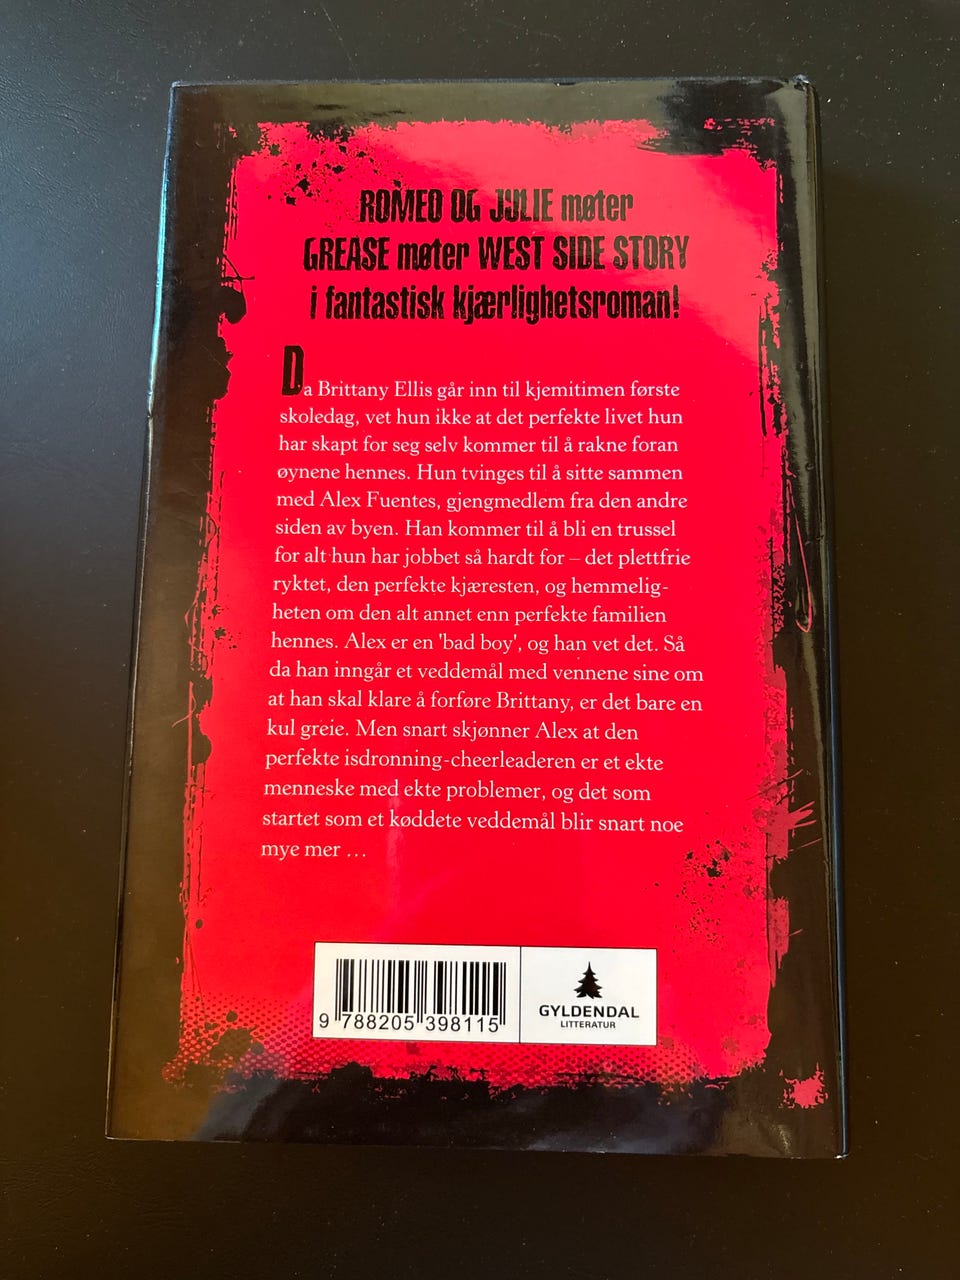 ROMEO OG JULIE møter
GREASE møter WEST SIDE STORY
i fantastisk kjærlighetsroman!
Da Brittany Ellis går inn til kjemitimen første
skoledag, vet hun ikke at det perfekte livet hun
har skapt for seg selv kommer til å rakne foran
øynene hennes. Hun tvinges til å sitte sammen
med Alex Fuentes, gjengmedlem fra den andre
siden av byen. Han kommer til å bli en trussel
for alt hun har jobbet så hardt for – det plettfrie
ryktet, den perfekte kjæresten, og hemmelig-
heten om den alt annet enn perfekte familien
hennes. Alex er en 'bad boy', og han vet det. Så
da han inngår et veddemål med vennene sine om
at han skal klare å forføre Brittany, er det bare en
kul greie. Men snart skjønner Alex at den
perfekte isdronning-cheerleaderen er et ekte
menneske med ekte problemer, og det som
startet som et køddete veddemål blir snart noe
mye mer …
9 788205 398115
GYLDENDAL
LITTERATUR